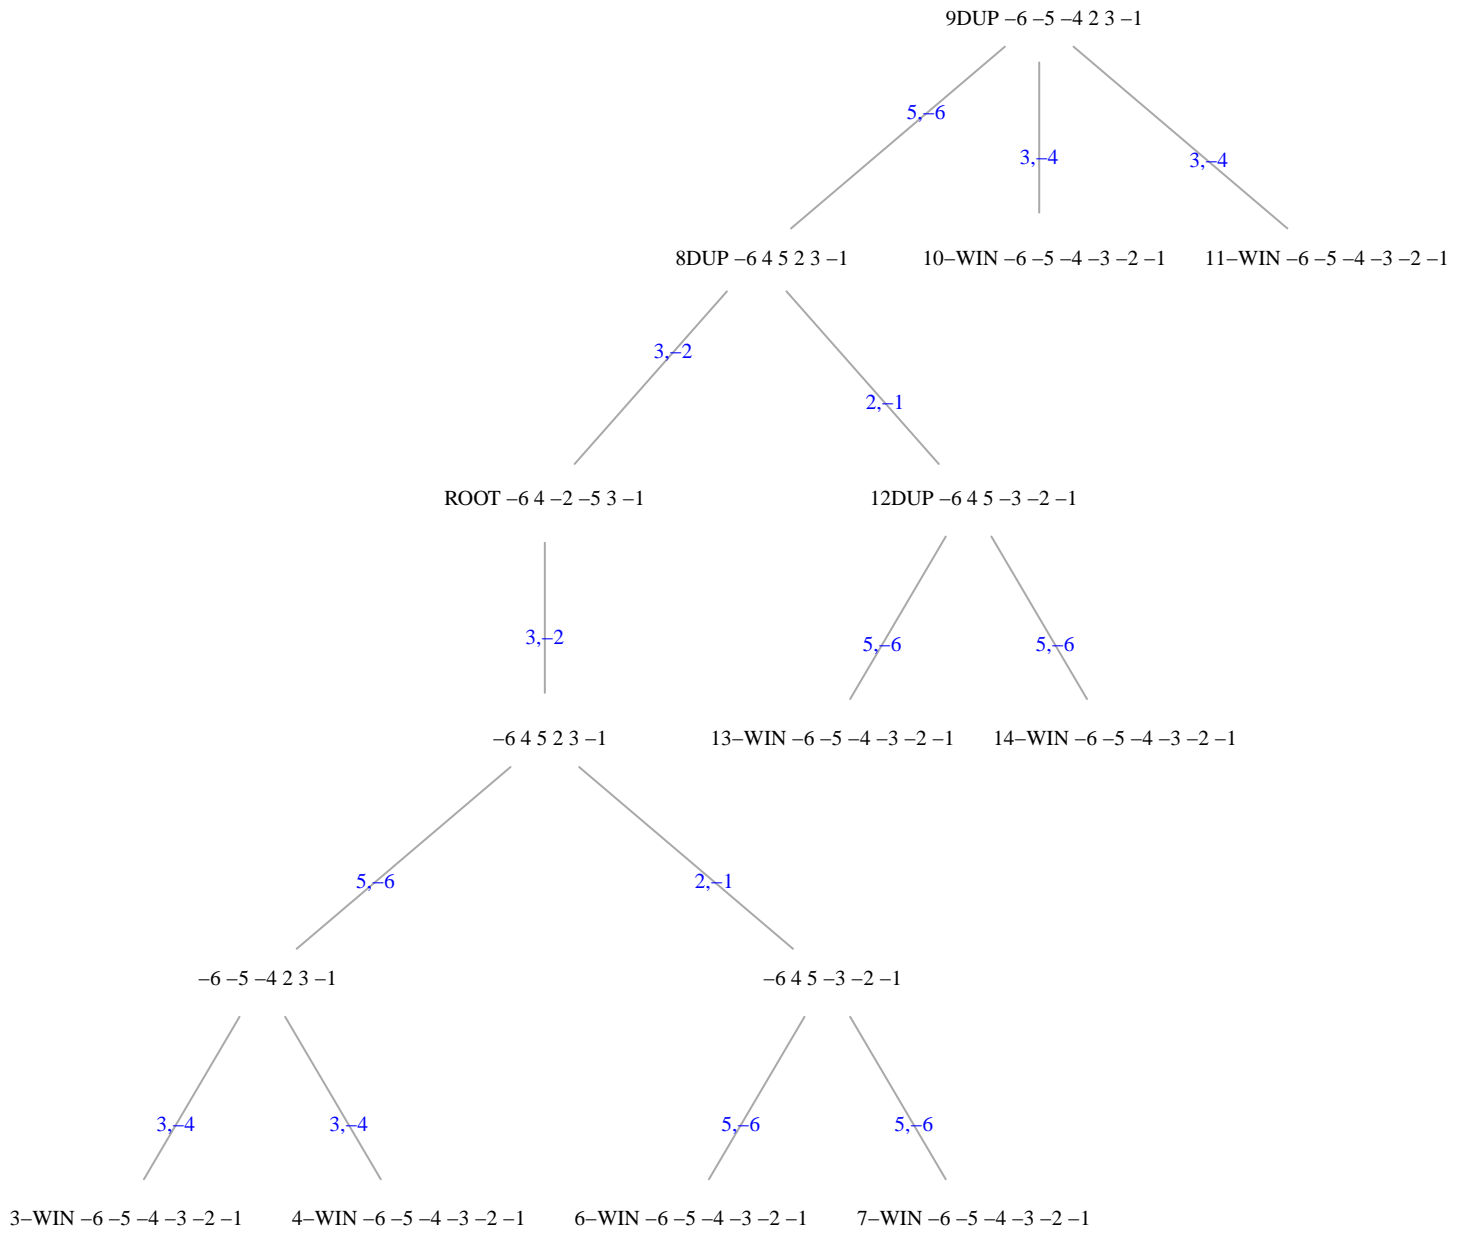 9DUP –6 –5 –4 2 3 –1
5,–6
3,–4
3,–4
8DUP –6 4 5 2 3 –1
10–WIN –6 –5 –4 –3 –2 –1
11–WIN –6 –5 –4 –3 –2 –1
3,–2
2,–1
ROOT –6 4 –2 –5 3 –1
12DUP –6 4 5 –3 –2 –1
3,–2
5,–6
5,–6
–6 4 5 2 3 –1
13–WIN –6 –5 –4 –3 –2 –1
14–WIN –6 –5 –4 –3 –2 –1
5,–6
2,–1
–6 –5 –4 2 3 –1
–6 4 5 –3 –2 –1
3,–4
3,–4
5,–6
5,–6
3–WIN –6 –5 –4 –3 –2 –1
4–WIN –6 –5 –4 –3 –2 –1
6–WIN –6 –5 –4 –3 –2 –1
7–WIN –6 –5 –4 –3 –2 –1